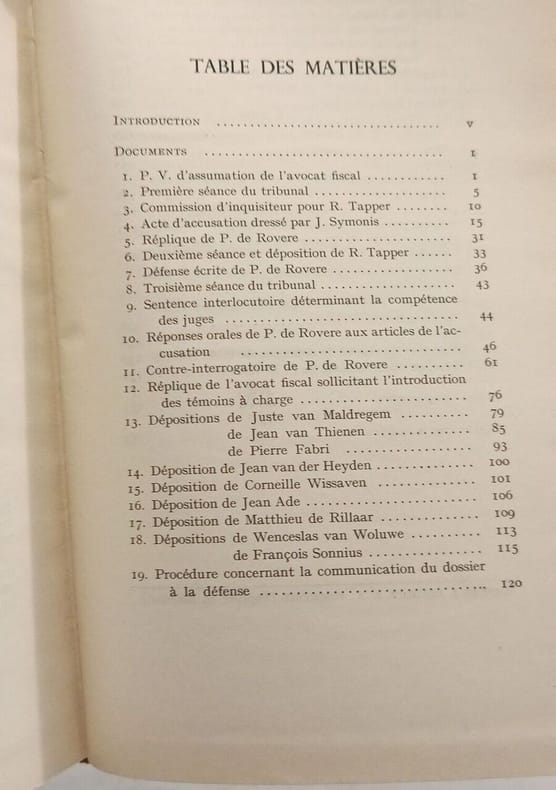 TABLE DES MATIÈRES
INTRODUCTION .................................. v
DOCUMENTS .................................... 1
1. P. V. d'assumation de l'avocat fiscal ............ 1
2. Première séance du tribunal .................... 5
3. Commission d'inquisiteur pour R. Tapper ........ 10
4. Acte d'accusation dressé par J. Symonis .......... 15
5. Réplique de P. de Rovere ...................... 31
6. Deuxième séance et déposition de R. Tapper ...... 33
7. Défense écrite de P. de Rovere .................. 36
8. Troisième séance du tribunal .................... 43
9. Sentence interlocutoire déterminant la compétence
des juges ................................ 44
10. Réponses orales de P. de Rovere aux articles de l'ac-
cusation ................................ 46
11. Contre-interrogatoire de P. de Rovere .......... 61
12. Réplique de l'avocat fiscal sollicitant l'introduction
des témoins à charge ........................ 76
13. Dépositions de Juste van Maldregem .......... 79
de Jean van Thienen .............. 85
de Pierre Fabri .................. 93
14. Déposition de Jean van der Heyden .............. 100
15. Déposition de Corneille Wissaven .............. 101
16. Déposition de Jean Ade ........................ 106
17. Déposition de Matthieu de Rillaar .............. 109
18. Dépositions de Wenceslas van Woluwe .......... 113
de François Sonnius ................ 115
19. Procédure concernant la communication du dossier
à la défense ................................ 120